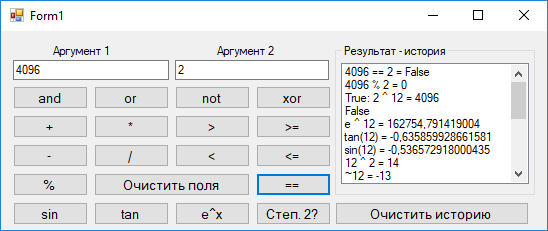 Form1
Аргумент 1
Аргумент 2
Результат - история
4096
2
4096 == 2 = False
4096 % 2 = 0
True: 2 ^ 12 = 4096
False
e ^ 12 = 162754,791419004
tan(12) = -0,635859928661581
sin(12) = -0,536572918000435
12 ^ 2 = 14
~12 = -13
and
or
not
xor
+
*
>
>=
-
/
<
<=
%
Очистить поля
==
sin
tan
e^x
Степ. 2?
Очистить историю